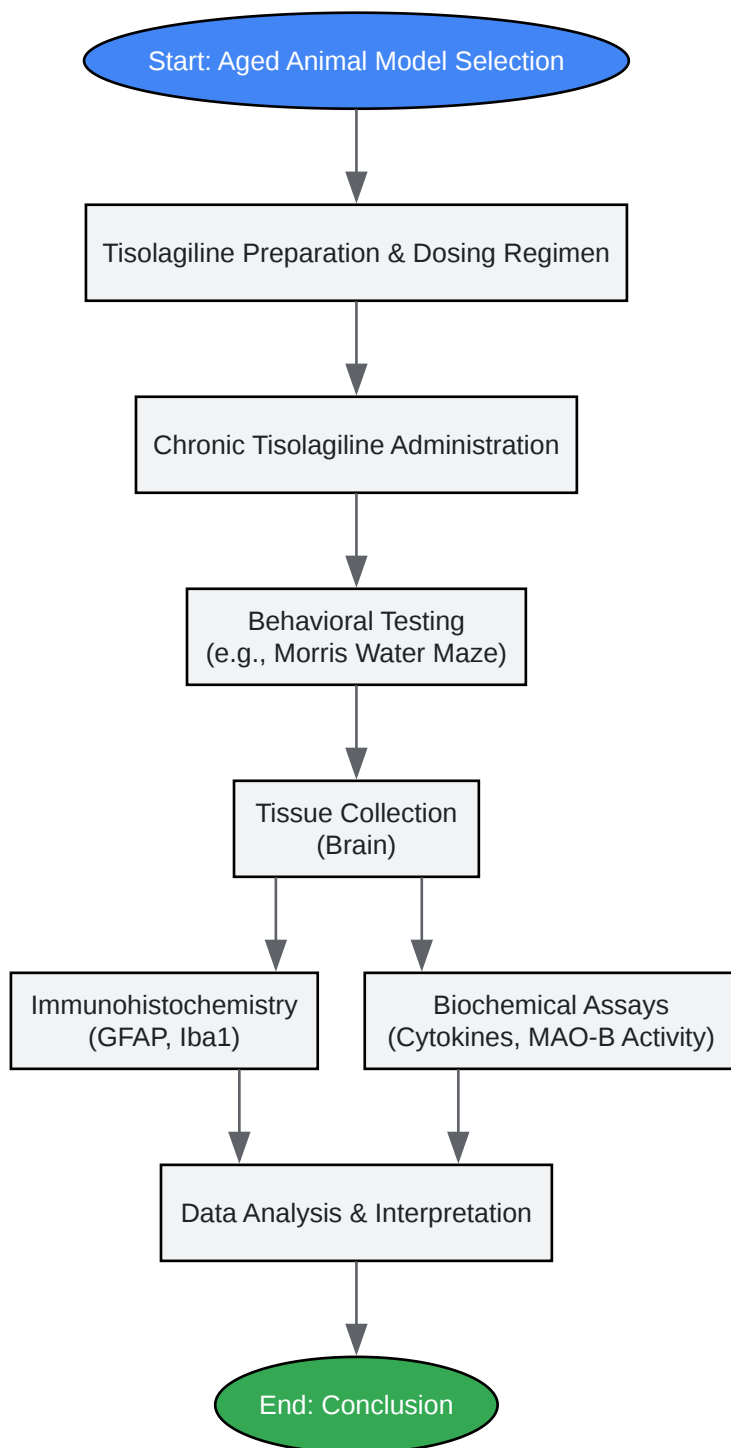 Start: Aged Animal Model Selection
Tisolagiline Preparation & Dosing Regimen
Chronic Tisolagiline Administration
Behavioral Testing
(e.g., Morris Water Maze)
Tissue Collection
(Brain)
Immunohistochemistry
(GFAP, Iba1)
Biochemical Assays
(Cytokines, MAO-B Activity)
Data Analysis & Interpretation
End: Conclusion